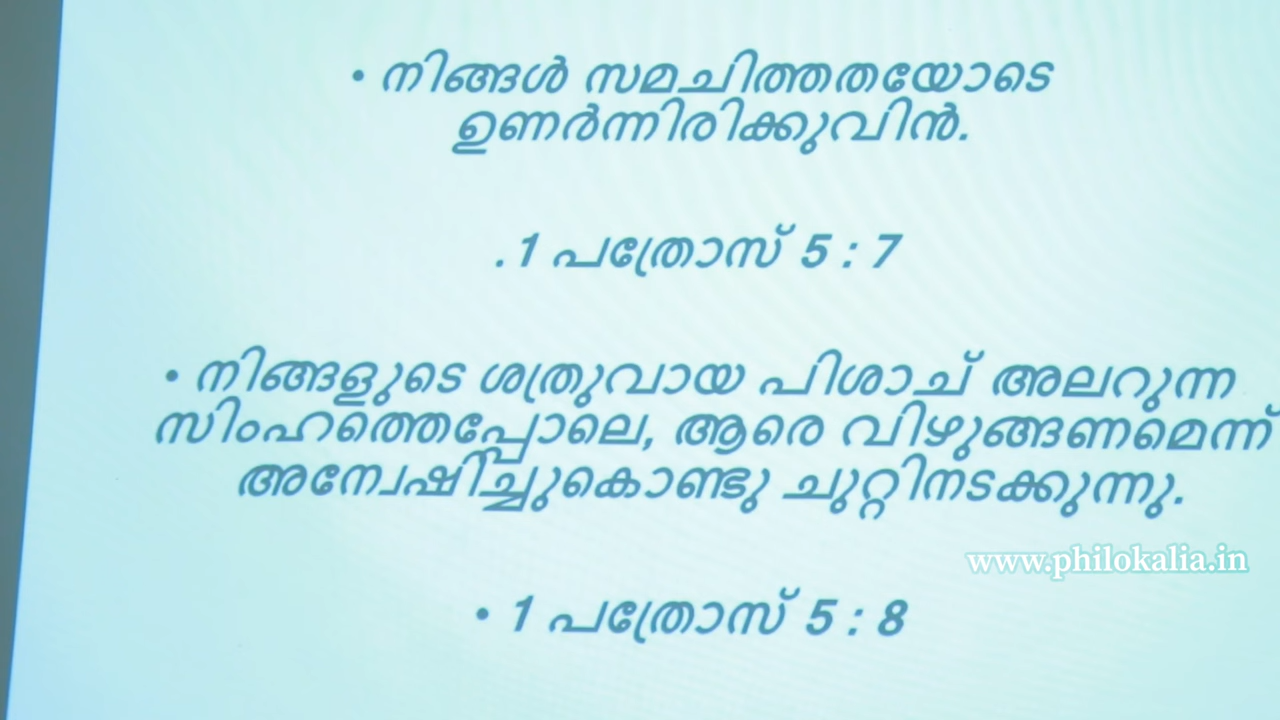 • നിങ്ങൾ സമചിത്തതയോടെ
ഉണർന്നിരിക്കുവിൻ.
. 1 പത്രോസ് 5 : 7
• നിങ്ങളുടെ ശത്രുവായ പിശാച് അലറുന്ന
സിംഹത്തെപ്പോലെ, ആരെ വിഴുങ്ങണമെന്ന്
അന്വേഷിച്ചുകൊണ്ടു ചുറ്റിനടക്കുന്നു.
www.philokalia.in
• 1 പത്രോസ് 5 : 8